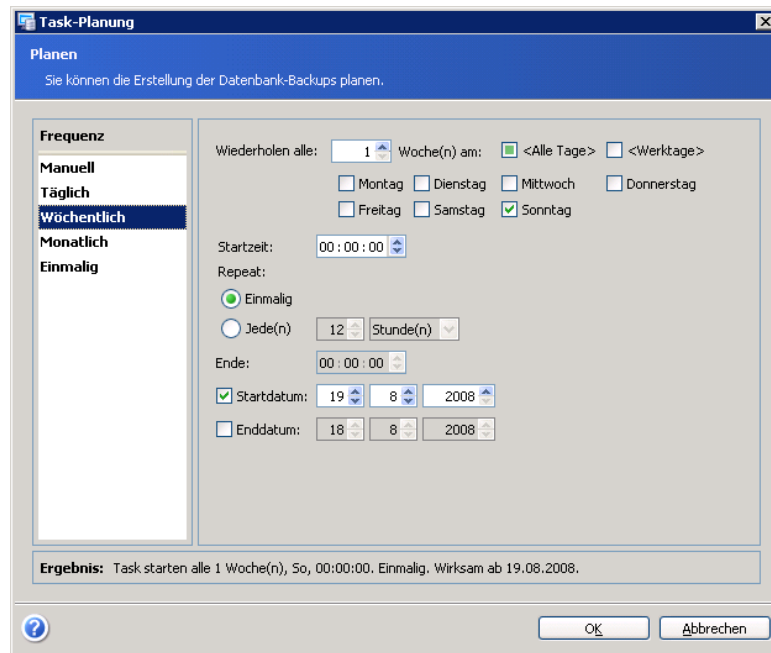 Task-Planung
Planen
Sie können die Erstellung der Datenbank-Backups planen.
Frequenz
Manuell
Täglich
Wöchentlich
Monatlich
Einmalig
Wiederholen alle: 1 Woche(n) am: <Alle Tage> <Werktage>
Montag Dienstag Mittwoch Donnerstag
Freitag Samstag Sonntag
Startzeit: 00:00:00
Repeat:
Einmalig
Jede(n) 12 Stunde(n)
Ende: 00:00:00
Startdatum: 19 8 2008
Enddatum: 18 8 2008
Ergebnis: Task starten alle 1 Woche(n), So, 00:00:00. Einmalig. Wirksam ab 19.08.2008.
? OK Abbrechen